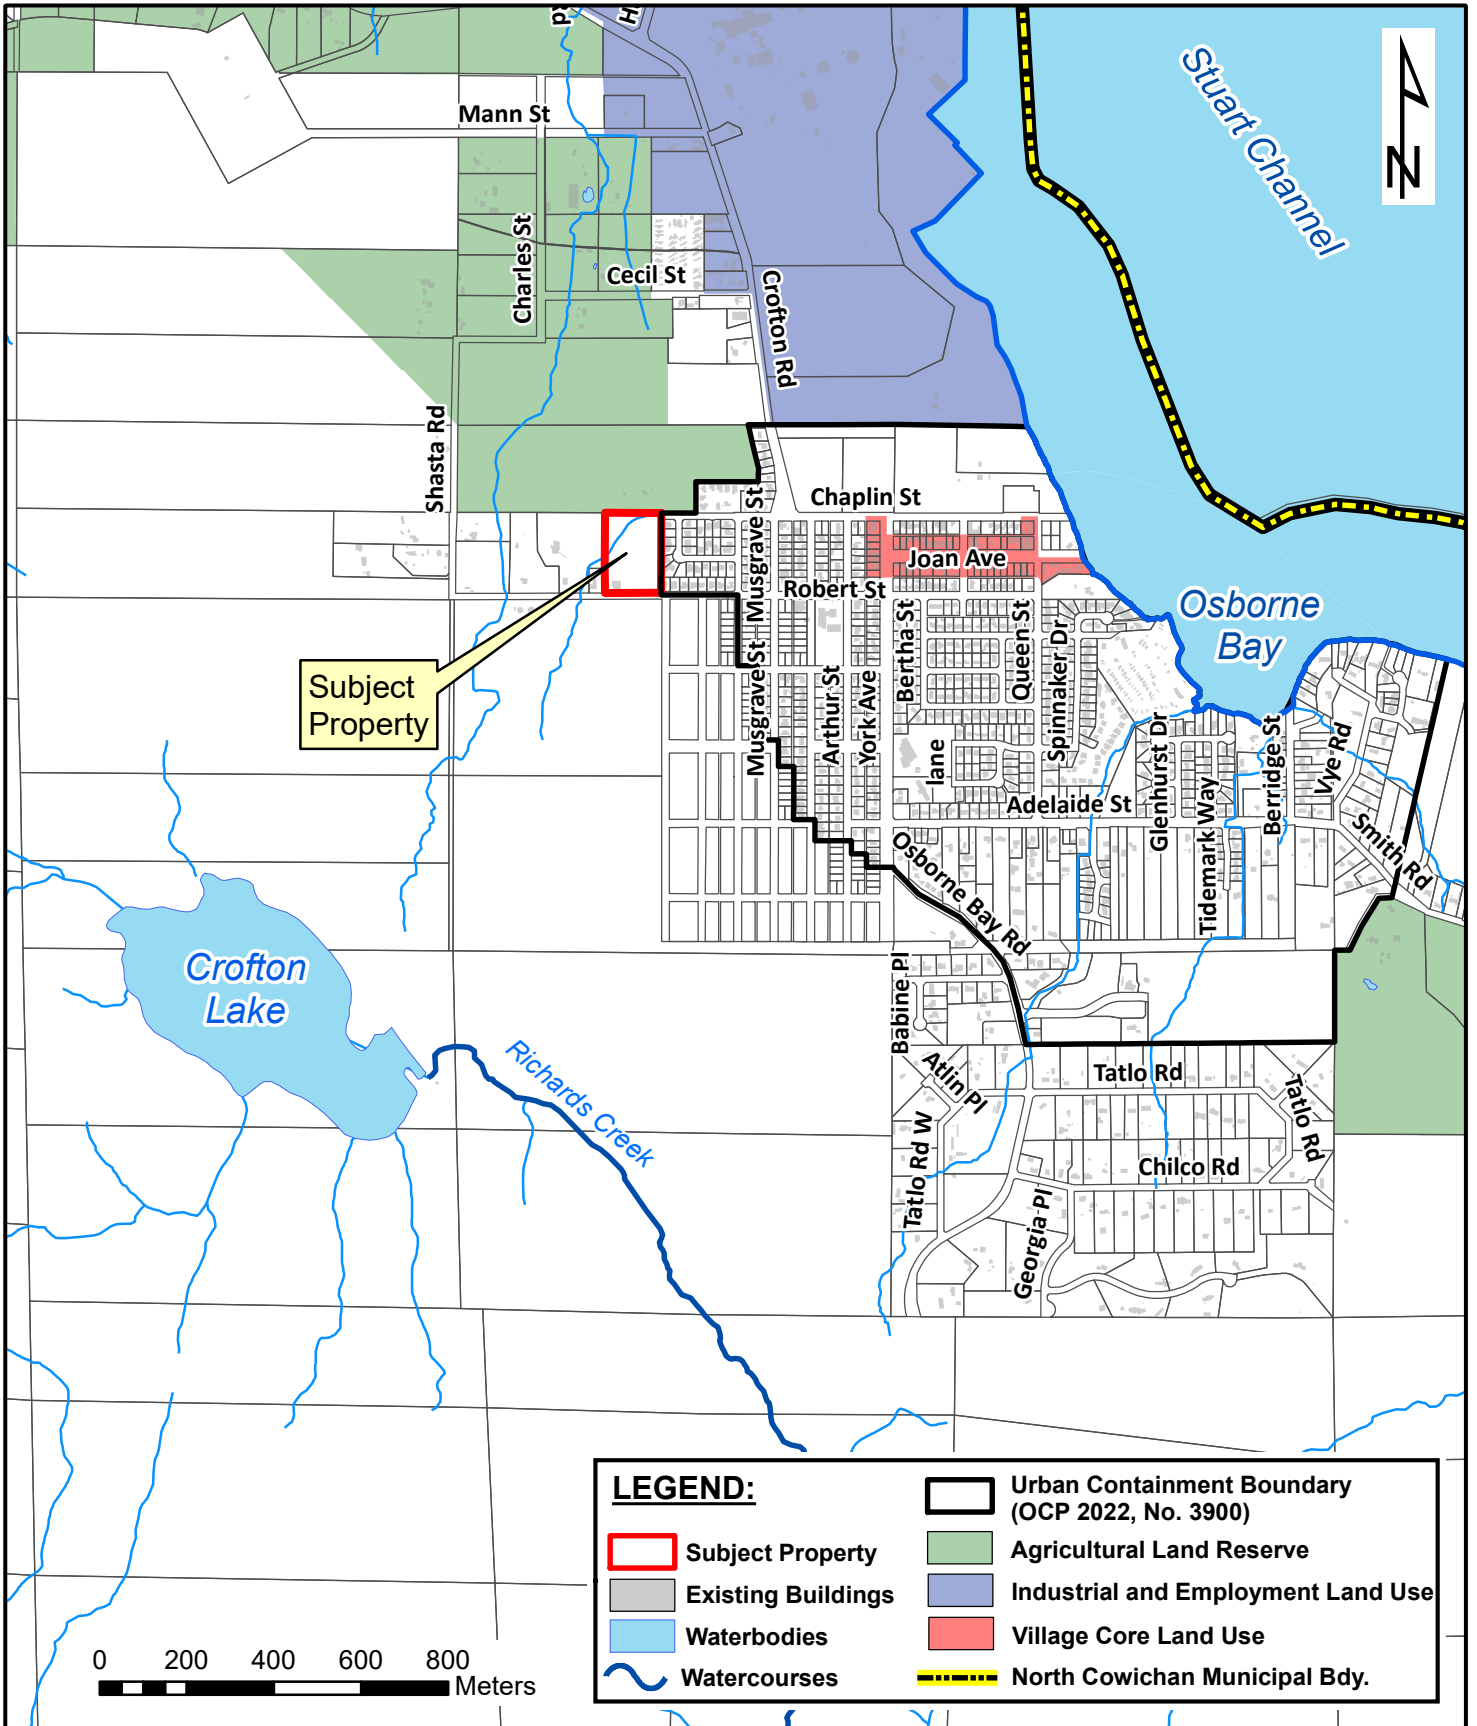 Mann St
Charles St
Cecil St
Crofton Rd
Stuart Channel
N
Shasta Rd
Chaplin St
Musgrave St
Joan Ave
Robert St
Subject
Property
Osborne
Bay
Bertha St
Queen St
Spinnaker Dr
Musgrave St
Arthur St
York Ave
lane
Glenhurst Dr
Tidemark Way
Berridge St
Vye Rd
Adelaide St
Smith Rd
Osborne Bay Rd
Crofton
Lake
Babine Pl
Richards Creek
Atlin Pl
Tatlo Rd
Tatlo Rd
Tatlo Rd W
Chilco Rd
Georgia Pl
LEGEND:
Subject Property
Existing Buildings
Waterbodies
Watercourses
Urban Containment Boundary
(OCP 2022, No. 3900)
Agricultural Land Reserve
Industrial and Employment Land Use
Village Core Land Use
North Cowichan Municipal Bdy.
0 200 400 600 800
Meters